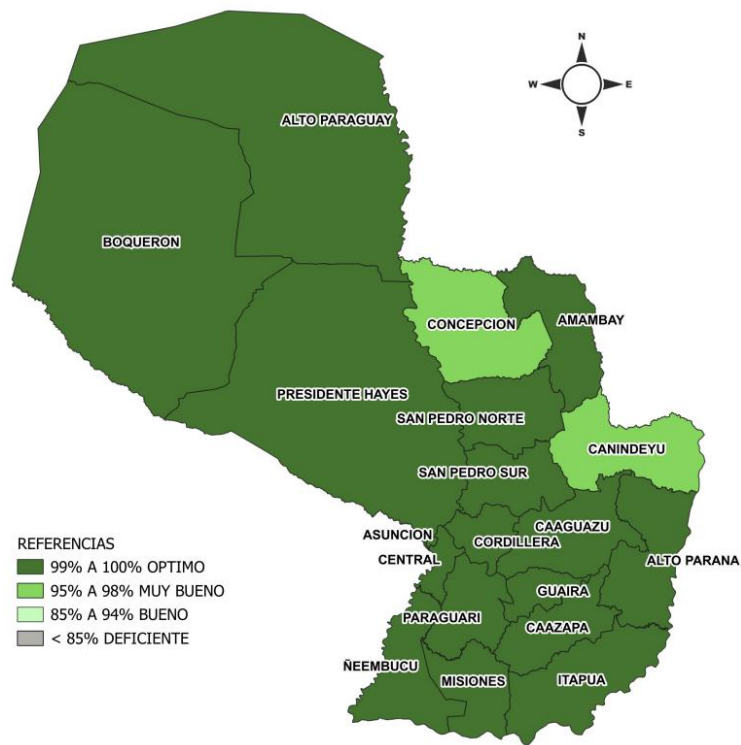 N
W E
S
ALTO PARAGUAY
BOQUERON
CONCEPCION
AMAMBAY
PRESIDENTE HAYES
SAN PEDRO NORTE
CANINDEYU
SAN PEDRO SUR
ASUNCION
CORDILLERA
CAAGUAZU
CENTRAL
ALTO PARANA
GUAIRA
PARAGUARI
CAAZAPA
ÑEEMBUCU
MISIONES
ITAPUA
REFERENCIAS
99% A 100% OPTIMO
95% A 98% MUY BUENO
85% A 94% BUENO
< 85% DEFICIENTE